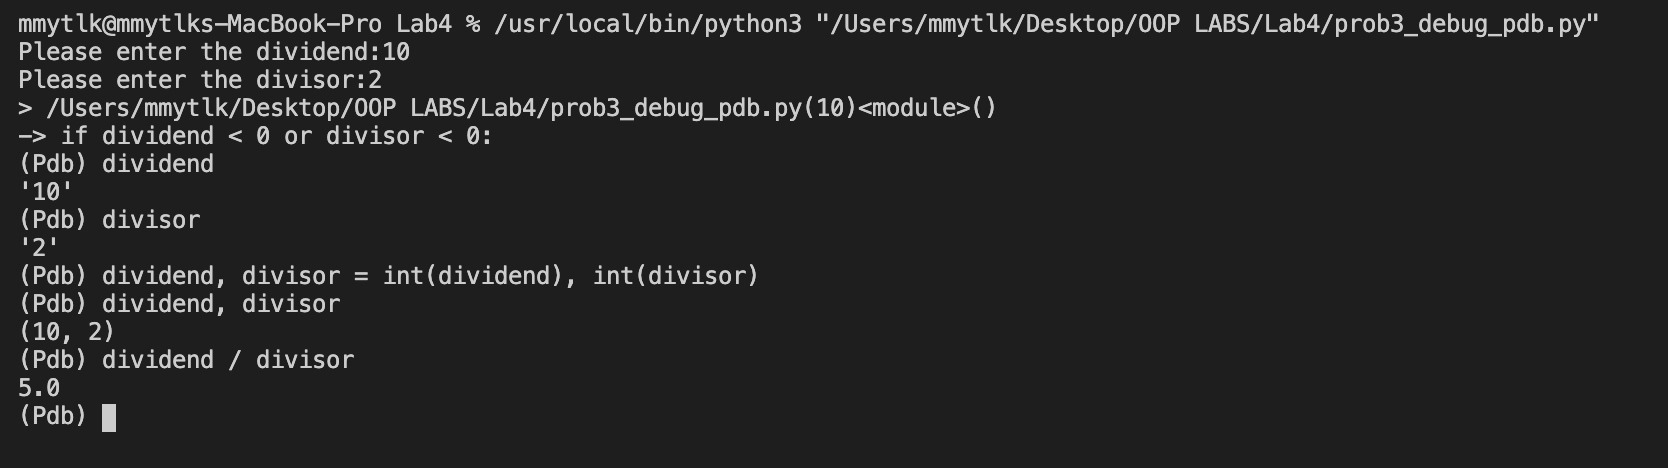 mmytlk@mmytlks-MacBook-Pro Lab4 % /usr/local/bin/python3 "/Users/mmytlk/Desktop/OOP LABS/Lab4/prob3_debug_pdb.py"
Please enter the dividend:10
Please enter the divisor:2
> /Users/mmytlk/Desktop/OOP LABS/Lab4/prob3_debug_pdb.py(10)<module>()
-> if dividend < 0 or divisor < 0:
(Pdb) dividend
'10'
(Pdb) divisor
'2'
(Pdb) dividend, divisor = int(dividend), int(divisor)
(Pdb) dividend, divisor
(10, 2)
(Pdb) dividend / divisor
5.0
(Pdb)